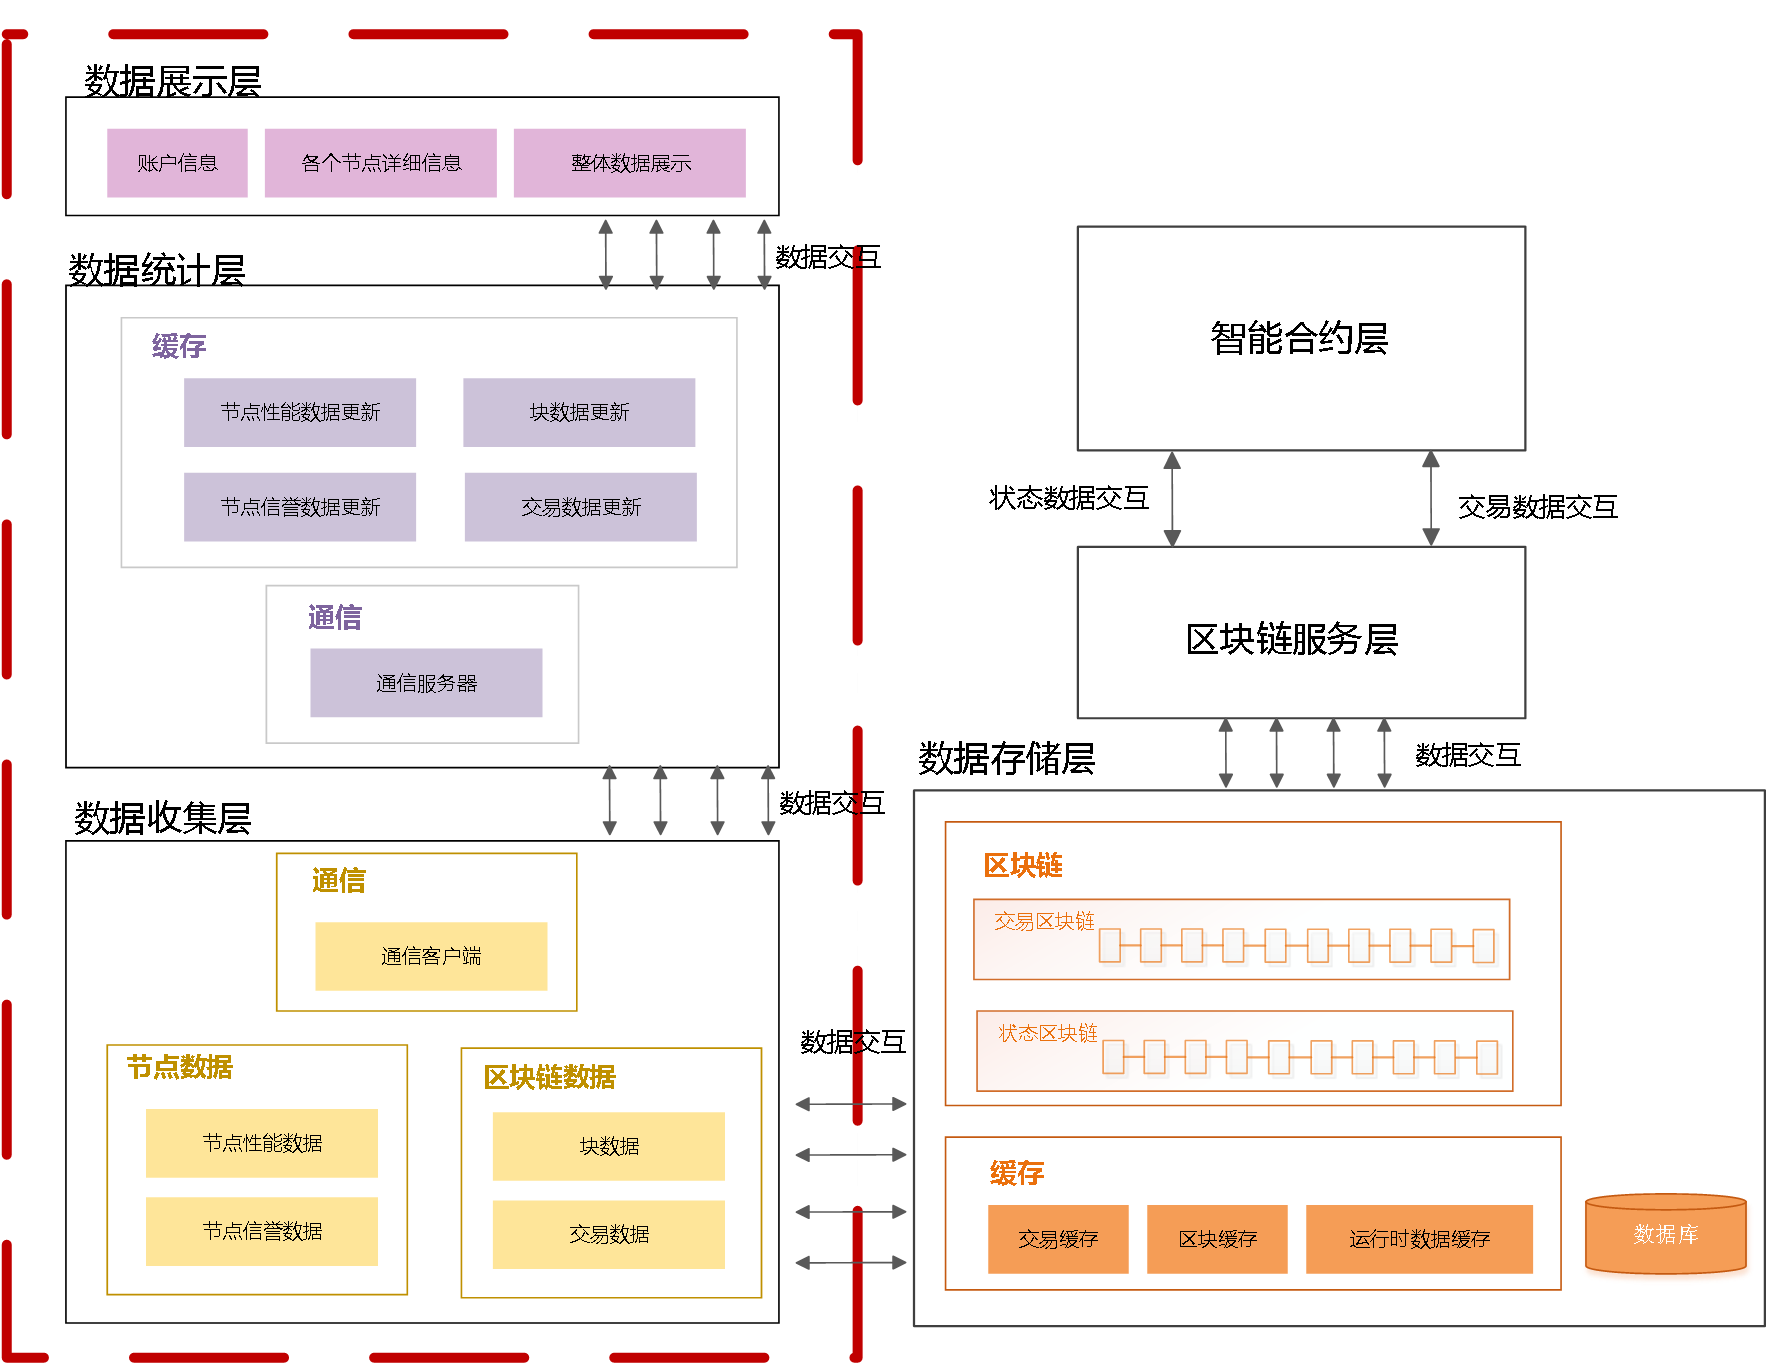 数据展示层
账户信息
各个节点详细信息
整体数据展示
数据交互
数据统计层
缓存
节点性能数据更新
块数据更新
节点信誉数据更新
交易数据更新
通信
通信服务器
数据交互
数据收集层
通信
通信客户端
节点数据
节点性能数据
节点信誉数据
区块链数据
块数据
交易数据
数据交互
智能合约层
状态数据交互
交易数据交互
区块链服务层
数据交互
数据存储层
区块链
交易区块链
状态区块链
缓存
交易缓存
区块缓存
运行时数据缓存
数据库